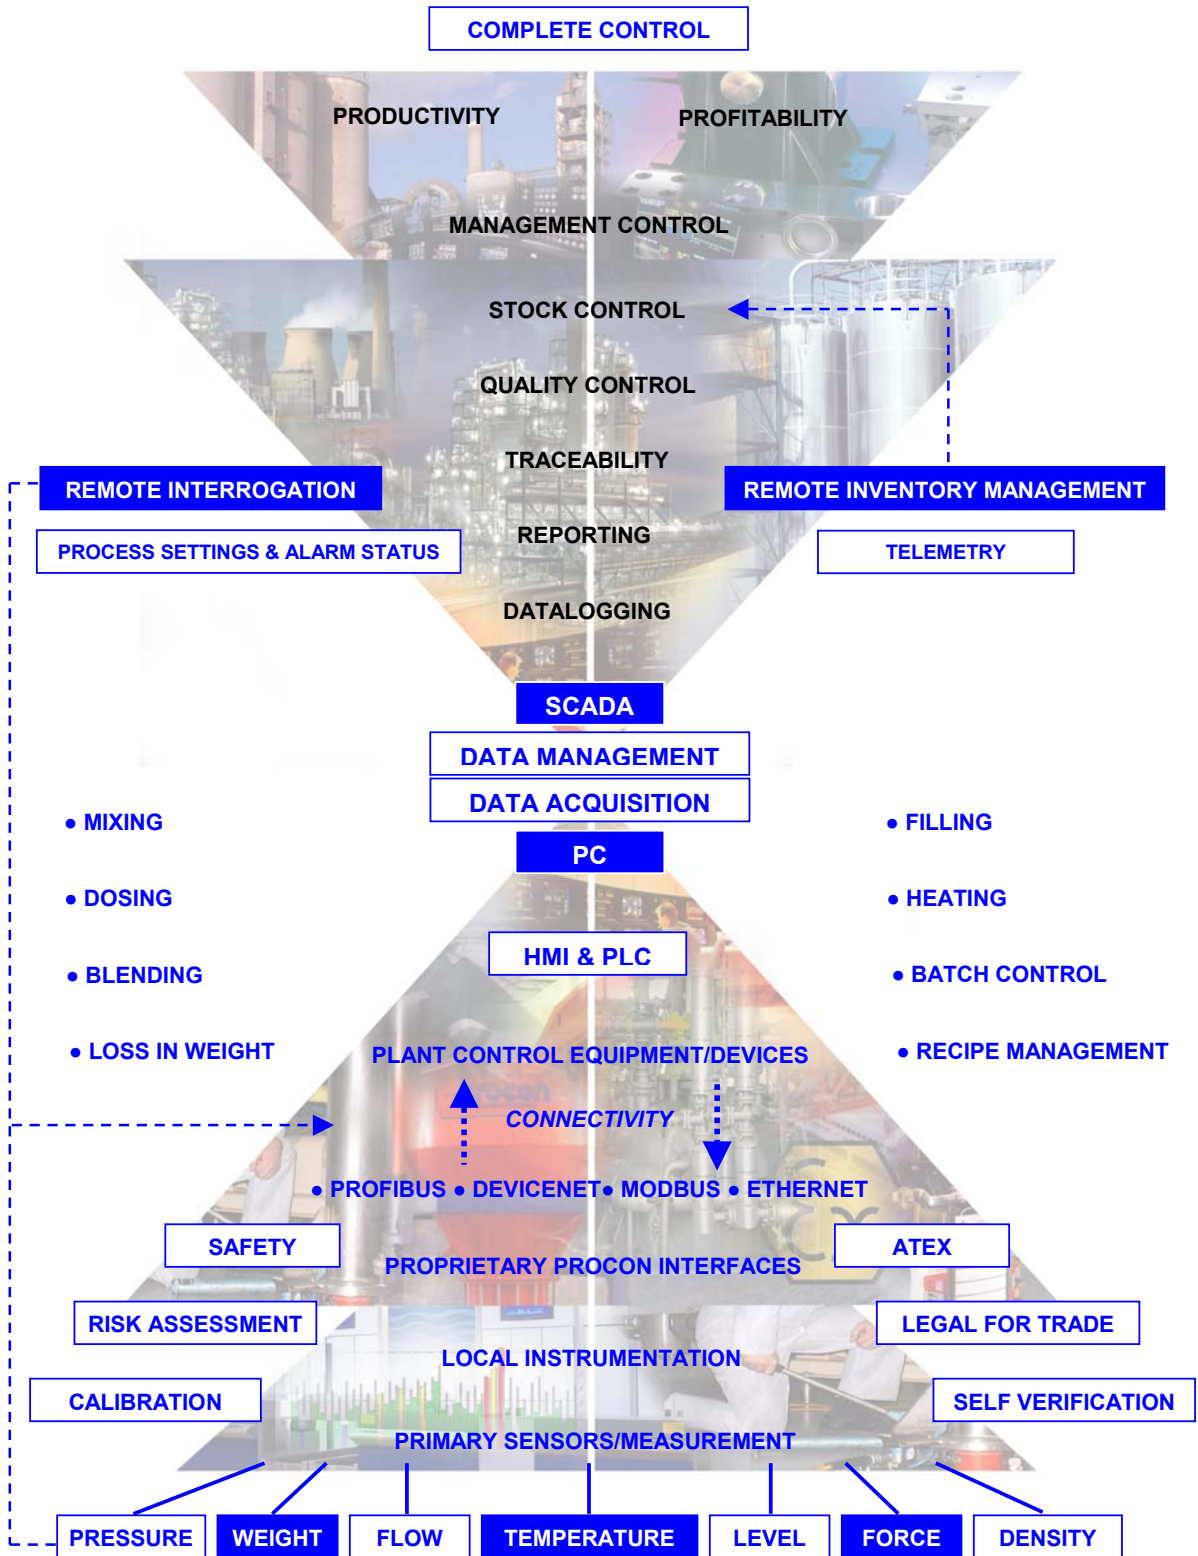 COMPLETE CONTROL
PRODUCTIVITY
PROFITABILITY
MANAGEMENT CONTROL
STOCK CONTROL
QUALITY CONTROL
TRACEABILITY
REMOTE INTERROGATION
REMOTE INVENTORY MANAGEMENT
REPORTING
PROCESS SETTINGS & ALARM STATUS
TELEMETRY
DATALOGGING
SCADA
DATA MANAGEMENT
DATA ACQUISITION
● MIXING
● FILLING
PC
● DOSING
● HEATING
HMI & PLC
● BLENDING
● BATCH CONTROL
● LOSS IN WEIGHT
PLANT CONTROL EQUIPMENT/DEVICES
● RECIPE MANAGEMENT
CONNECTIVITY
● PROFIBUS ● DEVICENET● MODBUS ● ETHERNET
SAFETY
ATEX
PROPRIETARY PROCON INTERFACES
RISK ASSESSMENT
LEGAL FOR TRADE
LOCAL INSTRUMENTATION
CALIBRATION
SELF VERIFICATION
PRIMARY SENSORS/MEASUREMENT
PRESSURE
WEIGHT
FLOW
TEMPERATURE
LEVEL
FORCE
DENSITY